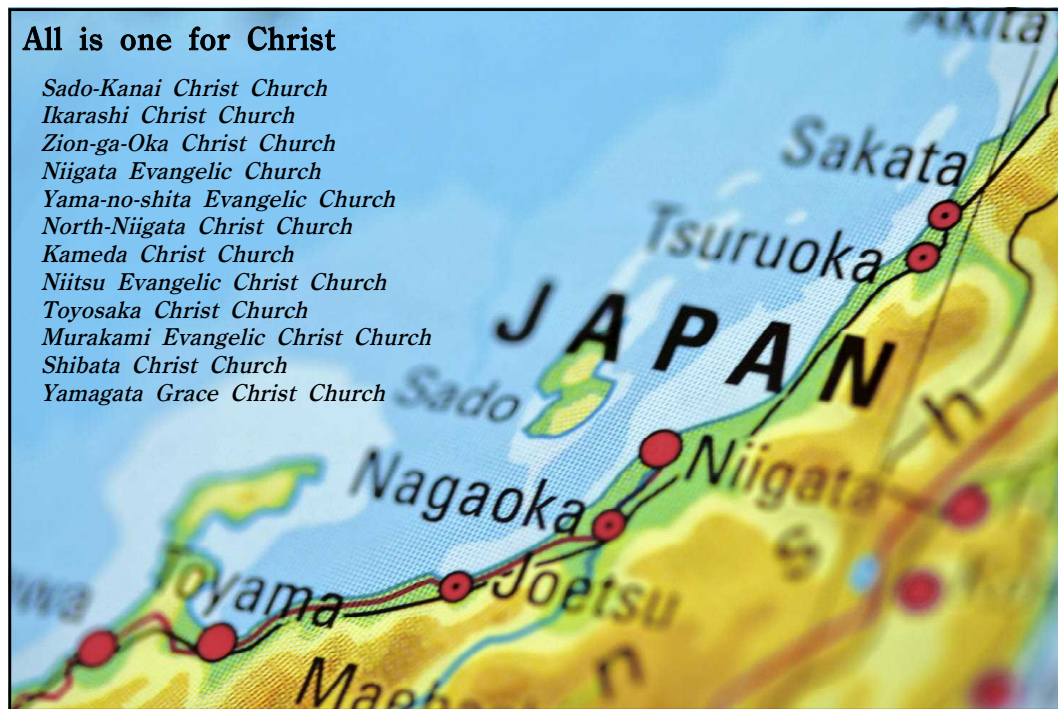 All is one for Christ
Sado-Kanai Christ Church
Ikarashi Christ Church
Zion-ga-Oka Christ Church
Niigata Evangelic Church
Yama-no-shita Evangelic Church
North-Niigata Christ Church
Kameda Christ Church
Niitsu Evangelic Christ Church
Toyosaka Christ Church
Murakami Evangelic Christ Church
Shibata Christ Church
Yamagata Grace Christ Church
Akita
Sakata
Tsuruoka
JAPAN
Sado
Niigata
Nagaoka
Joetsu
Toyama